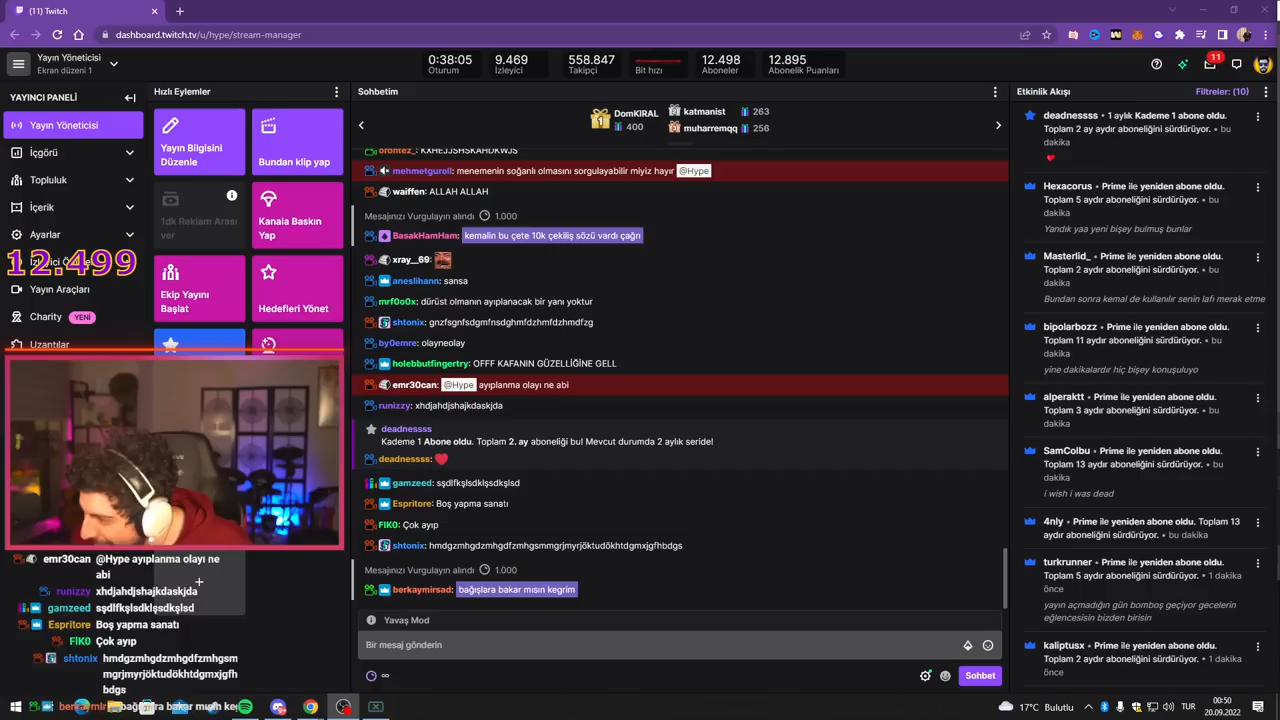 (11) Twitch
dashboard.twitch.tv/u/hype/stream-manager
Yayın Yöneticisi
Ekran düzeni 1
0:38:05
Oturum
9.469
İzleyici
558.847
Takipçi
Bit hızı
12.498
Aboneler
12.895
Abonelik Puanları
11
YAYINCI PANELİ
Yayın Yöneticisi
İçgörü
Topluluk
İçerik
Ayarlar
12.499
Yayın Araçları
Charity YENİ
Uzantılar
Hızlı Eylemler
Yayın Bilgisini
Düzenle
Bundan klip yap
1dk Reklam Arası
ver
Kanala Baskın
Yap
Ekip Yayını
Başlat
Hedefleri Yönet
emr30can @Hype ayıplanma olayı ne
abi
runizzy xhdjahdjshajkdaskjda
gamzeed sşdlfkşlsdklşsdkşlsd
Espritore Boş yapma sanatı
FlK0 Çok ayıp
shtonix hmdgzmhgdzmhgdfzmhgsm
mgrjmyrjöktudökhtdgmxjgf
hbdgs
Sohbetim
1
DomKIRAL
400
katmanist 263
muharremqq 256
orontez_: KXHEJJSHSKAHDKWJS
mehmetguroll: menemenin soğanlı olmasını sorgulayabilir miyiz hayır @Hype
waiffen: ALLAH ALLAH
Mesajınızı Vurgulayın alındı 1.000
BasakHamHam: kemalin bu çete 10k çekiliş sözü vardı çağrı
xray__69:
aneslihann: sansa
mrf0o0x: dürüst olmanın ayıplanacak bir yanı yoktur
shtonix: gnzfsgnfsdgmfnsdghmfdzhmfdzhmdfzg
by0emre: olayneolay
holebbutfingertry: OFFF KAFANIN GÜZELLİĞİNE GELL
emr30can: @Hype ayıplanma olayı ne abi
runizzy: xhdjahdjshajkdaskjda
deadnessss
Kademe 1 Abone oldu. Toplam 2. ay aboneliği bu! Mevcut durumda 2 aylık seride!
deadnessss:
gamzeed: sşdlfkşlsdklşsdkşlsd
Espritore: Boş yapma sanatı
FlK0: Çok ayıp
shtonix: hmdgzmhgdzmhgdfzmhgsmmgrjmyrjöktudökhtdgmxjgfhbdgs
Mesajınızı Vurgulayın alındı 1.000
berkaymirsad: bağışlara bakar mısın kegrim
Yavaş Mod
Bir mesaj gönderin
Sohbet
Etkinlik Akışı
Filtreler: (10)
deadnessss • 1 aylık Kademe 1 abone oldu.
Toplam 2 ay aydır aboneliğini sürdürüyor. • bu
dakika
Hexacorus • Prime ile yeniden abone oldu.
Toplam 5 aydır aboneliğini sürdürüyor. • bu
dakika
Yandık yaa yeni bişey bulmuş bunlar
Masterlid_ • Prime ile yeniden abone oldu.
Toplam 2 aydır aboneliğini sürdürüyor. • bu
dakika
Bundan sonra kemal de kullanılır senin lafı merak etme
bipolarbozz • Prime ile yeniden abone oldu.
Toplam 11 aydır aboneliğini sürdürüyor. • bu
dakika
yine dakikalardır hiç bişey konuşuluyo
alperaktt • Prime ile yeniden abone oldu.
Toplam 3 aydır aboneliğini sürdürüyor. • bu
dakika
SamColbu • Prime ile yeniden abone oldu.
Toplam 13 aydır aboneliğini sürdürüyor. • bu
dakika
i wish i was dead
4nly • Prime ile yeniden abone oldu. Toplam 13
aydır aboneliğini sürdürüyor. • bu dakika
turkrunner • Prime ile yeniden abone oldu.
Toplam 5 aydır aboneliğini sürdürüyor. • 1 dakika
önce
yayın açmadığın gün bomboş geçiyor gecelerin
eğlencesisin bizden birisin
kaliptusx • Prime ile yeniden abone oldu.
Toplam 2 aydır aboneliğini sürdürüyor. • 1 dakika
önce
17°C Bulutlu
TUR
00:50
20.09.2022